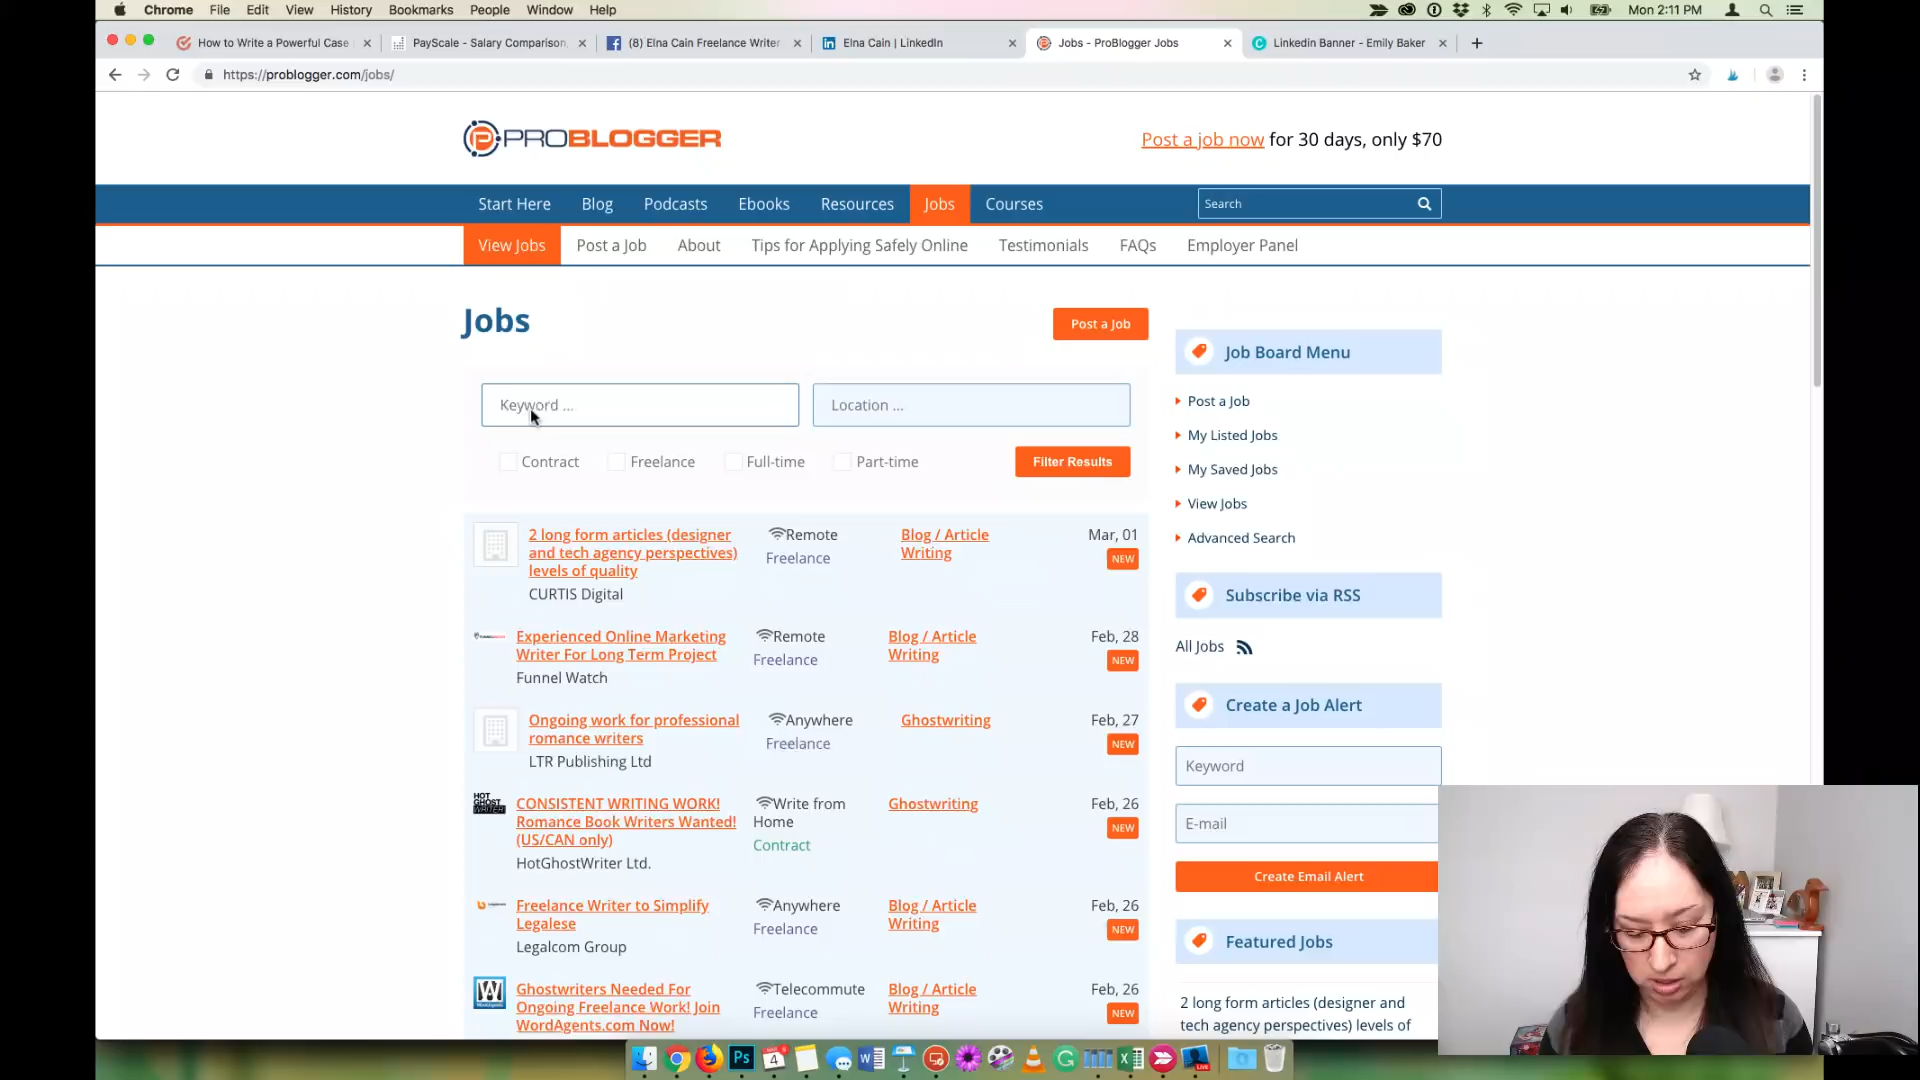 Chrome File Edit View History Bookmarks People Window Help Mon 2:11 PM
How to Write a Powerful Case
PayScale - Salary Comparison,
(8) Elna Cain Freelance Writer
Elna Cain | LinkedIn
Jobs - ProBlogger Jobs
Linkedin Banner - Emily Baker
https://problogger.com/jobs/
PROBLOGGER
Post a job now for 30 days, only $70
Start Here Blog Podcasts Ebooks Resources Jobs Courses Search
View Jobs Post a Job About Tips for Applying Safely Online Testimonials FAQs Employer Panel
Jobs
Post a Job
Keyword ...
Location ...
Contract Freelance Full-time Part-time Filter Results
2 long form articles (designer
and tech agency perspectives)
levels of quality
CURTIS Digital
Remote
Freelance
Blog / Article
Writing
Mar, 01
NEW
Experienced Online Marketing
Writer For Long Term Project
Funnel Watch
Remote
Freelance
Blog / Article
Writing
Feb, 28
NEW
Ongoing work for professional
romance writers
LTR Publishing Ltd
Anywhere
Freelance
Ghostwriting
Feb, 27
NEW
HOT
GHOST
WRITER
CONSISTENT WRITING WORK!
Romance Book Writers Wanted!
(US/CAN only)
HotGhostWriter Ltd.
Write from
Home
Contract
Ghostwriting
Feb, 26
NEW
Freelance Writer to Simplify
Legalese
Legalcom Group
Anywhere
Freelance
Blog / Article
Writing
Feb, 26
NEW
W
Ghostwriters Needed For
Ongoing Freelance Work! Join
WordAgents.com Now!
Telecommute
Freelance
Blog / Article
Writing
Feb, 26
NEW
Job Board Menu
Post a Job
My Listed Jobs
My Saved Jobs
View Jobs
Advanced Search
Subscribe via RSS
All Jobs
Create a Job Alert
Keyword
E-mail
Create Email Alert
Featured Jobs
2 long form articles (designer and
tech agency perspectives) levels of
Ps
4